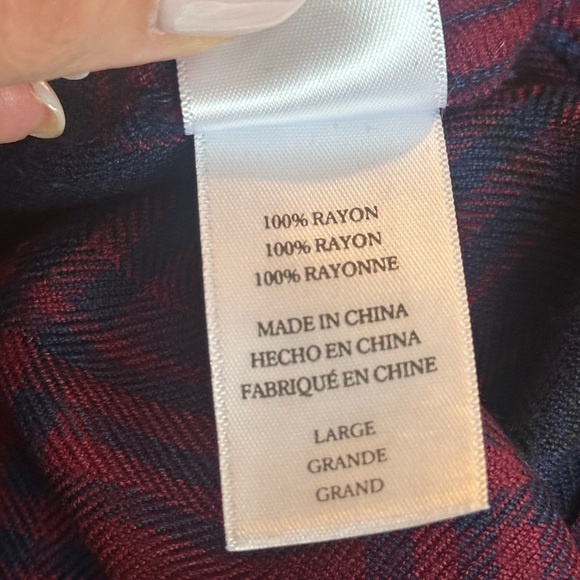 100% RAYON
100% RAYON
100% RAYONNE
MADE IN CHINA
HECHO EN CHINA
FABRIQUÉ EN CHINE
LARGE
GRANDE
GRAND